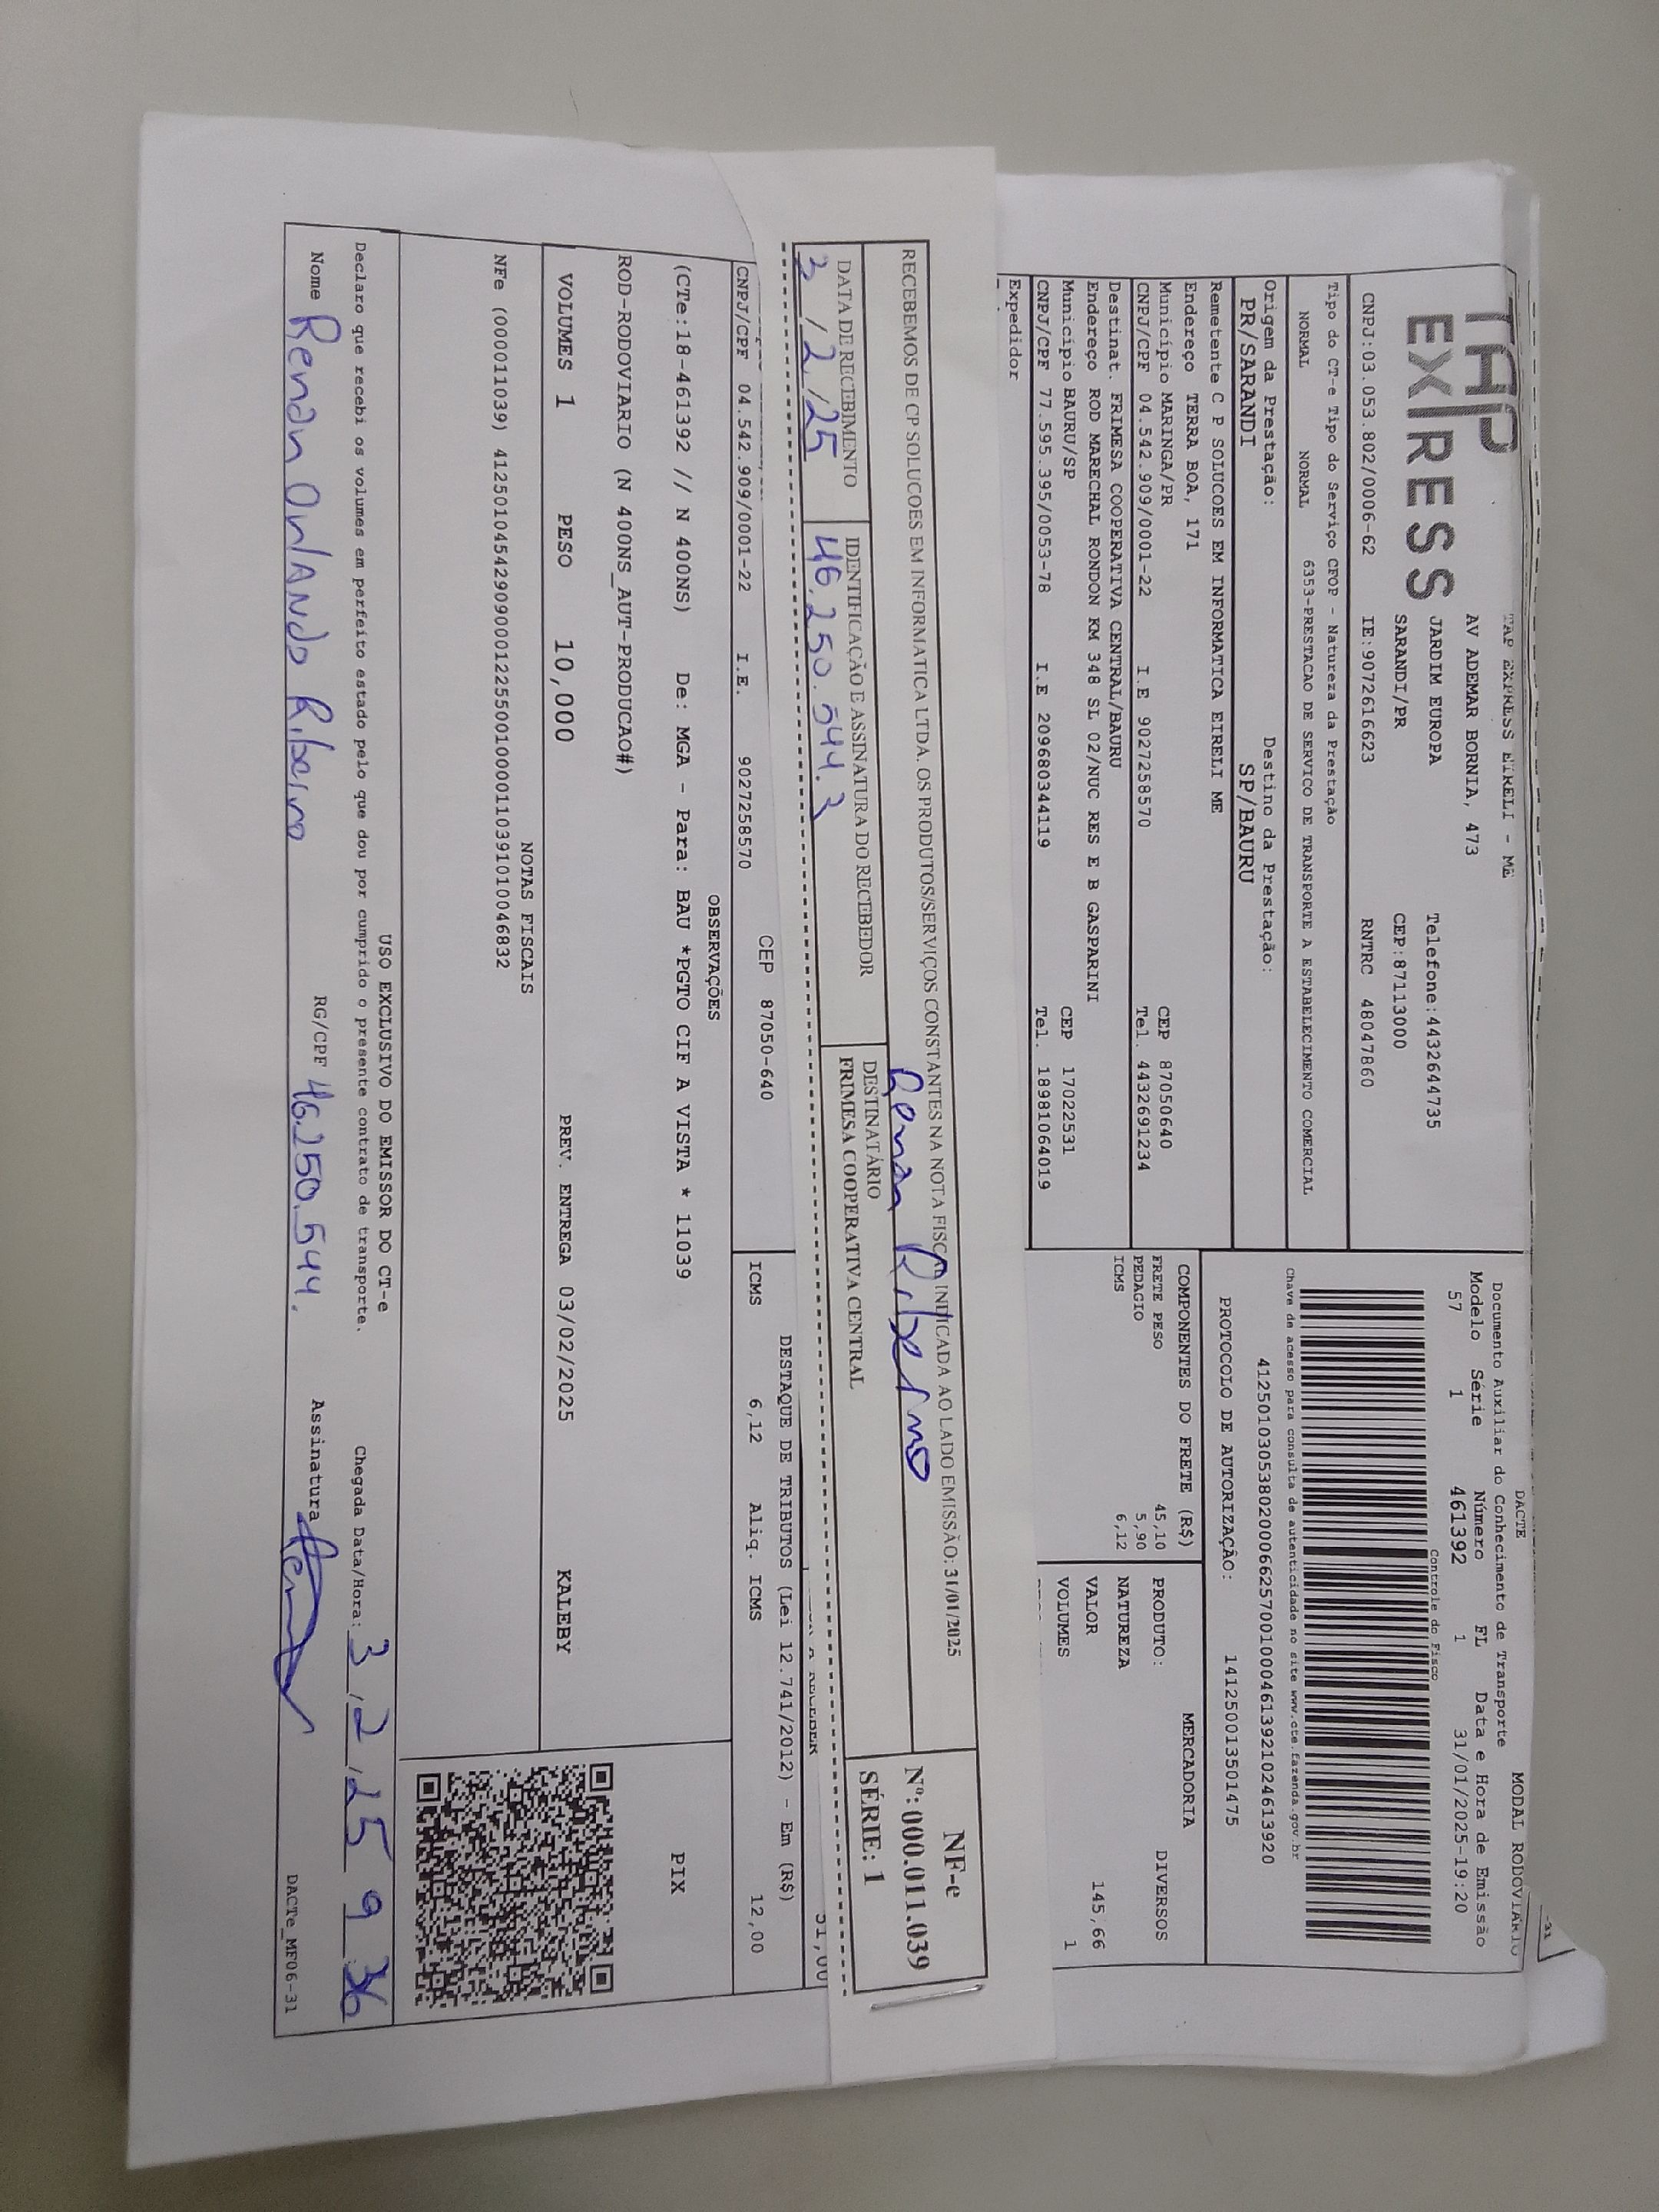 TAP EXPRESS
TAP EXPRESS EIRELI - ME
AV ADEMAR BORNIA, 473
JARDIM EUROPA Telefone:4432644735
SARANDI/PR CEP:87113000
CNPJ:03.053.802/0006-62 IE:9072616623 RNTRC 48047860
Tipo do CT-e Tipo do Serviço CFOP - Natureza da Prestação
NORMAL NORMAL 6353-PRESTACAO DE SERVICO DE TRANSPORTE A ESTABELECIMENTO COMERCIAL
Origem da Prestação: Destino da Prestação:
PR/SARANDI SP/BAURU
Remetente C P SOLUCOES EM INFORMATICA EIRELI ME
Endereço TERRA BOA, 171
Município MARINGA/PR CEP 87050640
CNPJ/CPF 04.542.909/0001-22 I.E 9027258570 Tel. 4432691234
Destinat. FRIMESA COOPERATIVA CENTRAL/BAURU
Endereço ROD MARECHAL RONDON KM 348 SL 02/NUC RES E B GASPARINI
Município BAURU/SP CEP 17022531
CNPJ/CPF 77.595.395/0053-78 I.E 209680344119 Tel. 18981064019
Expedidor
DACTE MODAL RODOVIARIO
Documento Auxiliar do Conhecimento de Transporte
Modelo Série Número FL Data e Hora de Emissão
57 1 461392 1 31/01/2025-19:20
Controle do Fisco
Chave de acesso para consulta de autenticidade no site www.cte.fazenda.gov.br
41250103053802000662570010004613921024613920
PROTOCOLO DE AUTORIZAÇÃO: 141250013501475
COMPONENTES DO FRETE (R$)
FRETE PESO 45,10
PEDAGIO 5,90
ICMS 6,12
MERCADORIA
PRODUTO: DIVERSOS
NATUREZA
VALOR 145,66
VOLUMES 1
RECEBEMOS DE CP SOLUCOES EM INFORMATICA LTDA. OS PRODUTOS/SERVIÇOS CONSTANTES NA NOTA FISCAL INDICADA AO LADO EMISSÃO: 31/01/2025
Renan Ribeiro
DATA DE RECEBIMENTO IDENTIFICAÇÃO E ASSINATURA DO RECEBEDOR DESTINATÁRIO
3/2/25 46.250.544.3 FRIMESA COOPERATIVA CENTRAL
NF-e
Nº: 000.011.039
SÉRIE: 1
CNPJ/CPF 04.542.909/0001-22 I.E. 9027258570 CEP 87050-640
DESTAQUE DE TRIBUTOS (Lei 12.741/2012) - Em (R$)
ICMS 6,12 Aliq. ICMS 12,00
OBSERVAÇÕES
(CTe:18-461392 // N 400NS) De: MGA - Para: BAU *PGTO CIF A VISTA * 11039
PIX
ROD-RODOVIARIO (N 400NS_AUT-PRODUCAO#)
VOLUMES 1 PESO 10,000 PREV. ENTREGA 03/02/2025 KALEBY
NOTAS FISCAIS
NFe (000011039) 41250104542909000122550010000110391010046832
USO EXCLUSIVO DO EMISSOR DO CT-e
Declaro que recebi os volumes em perfeito estado pelo que dou por cumprido o presente contrato de transporte. Chegada Data/Hora: 3/2/25 9 36
Nome Renan Orlando Ribeiro RG/CPF 46.250.544. Assinatura
DACTe_MF06-31